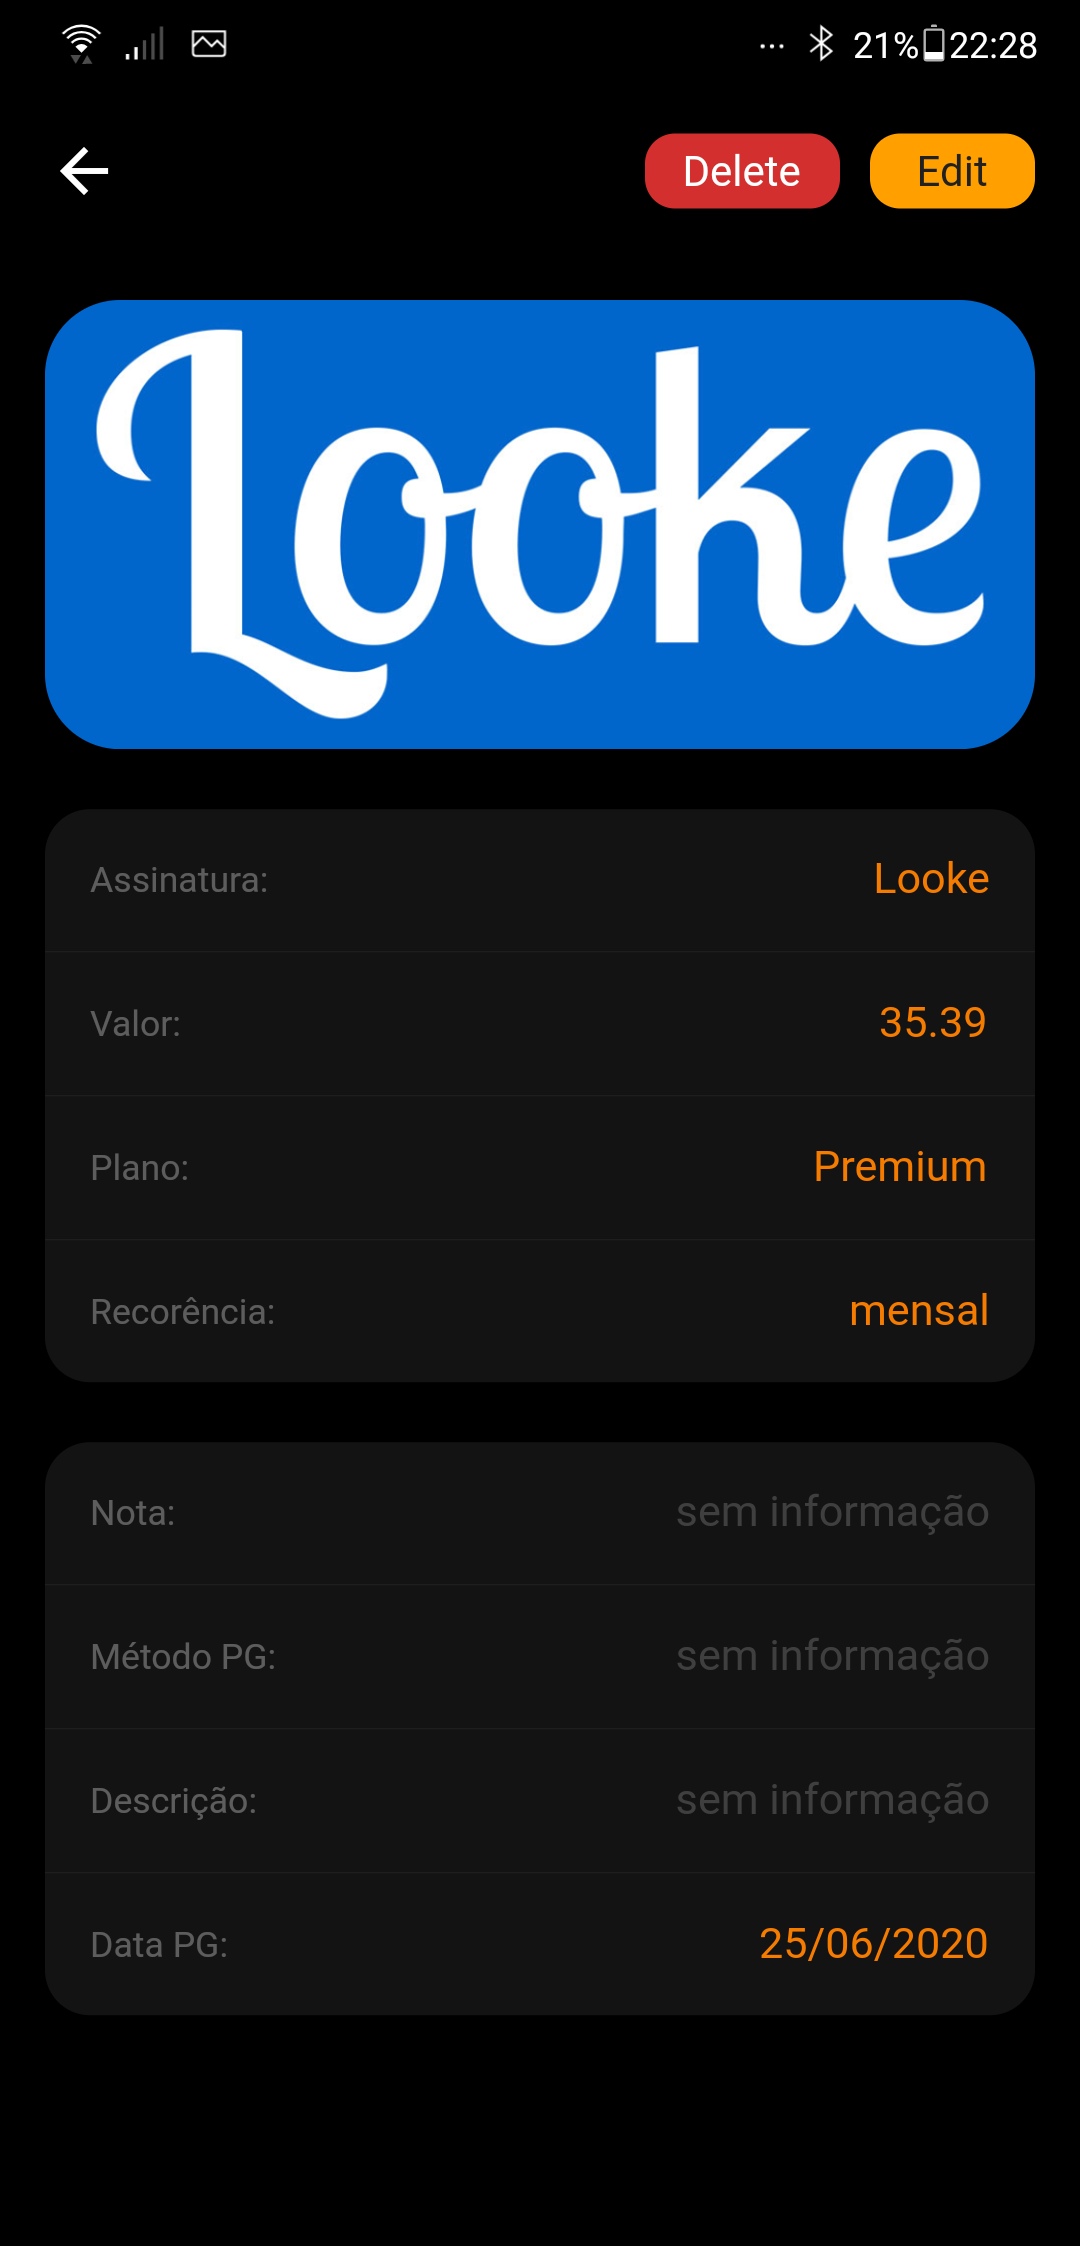 21% 22:28
Delete Edit
Looke
Assinatura: Looke
Valor: 35.39
Plano: Premium
Recorência: mensal
Nota: sem informação
Método PG: sem informação
Descrição: sem informação
Data PG: 25/06/2020